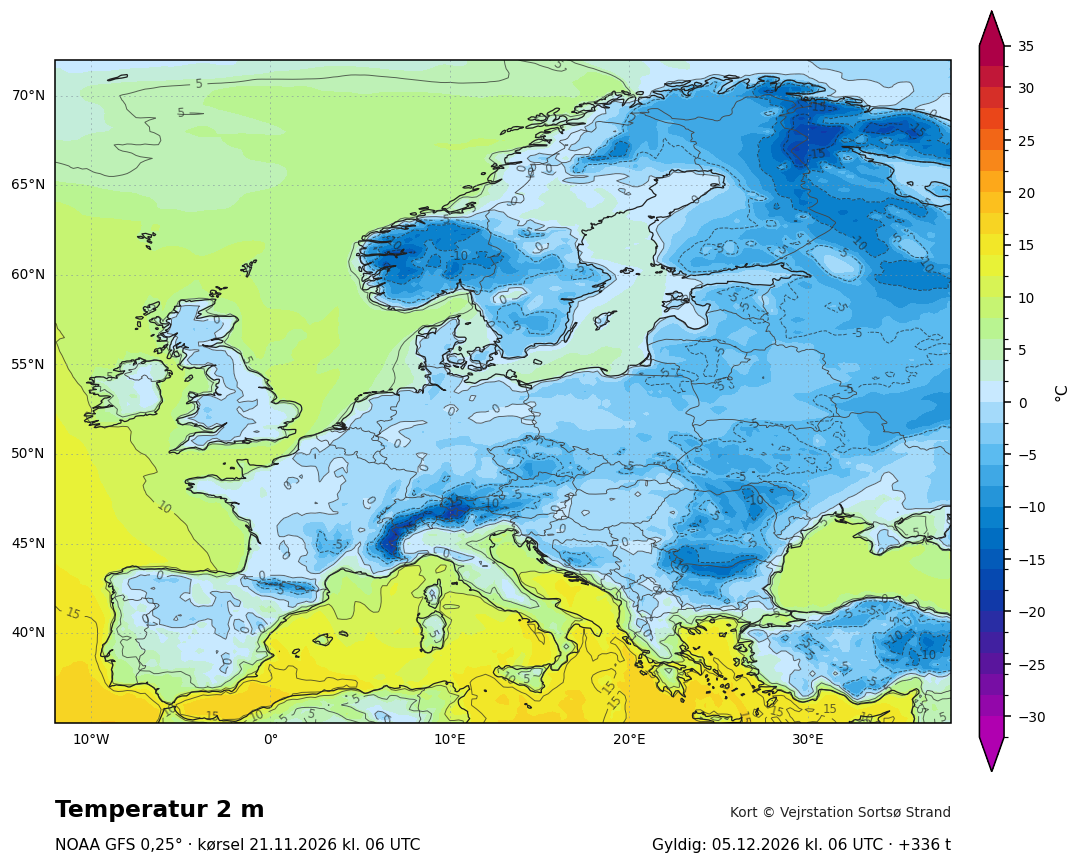 70°N
65°N
60°N
55°N
50°N
45°N
40°N
10°W
0°
10°E
20°E
30°E
35
30
25
20
15
10
5
0
−5
−10
−15
−20
−25
−30
°C
Temperatur 2 m
Kort © Vejrstation Sortsø Strand
NOAA GFS 0,25° · kørsel 21.11.2026 kl. 06 UTC
Gyldig: 05.12.2026 kl. 06 UTC · +336 t